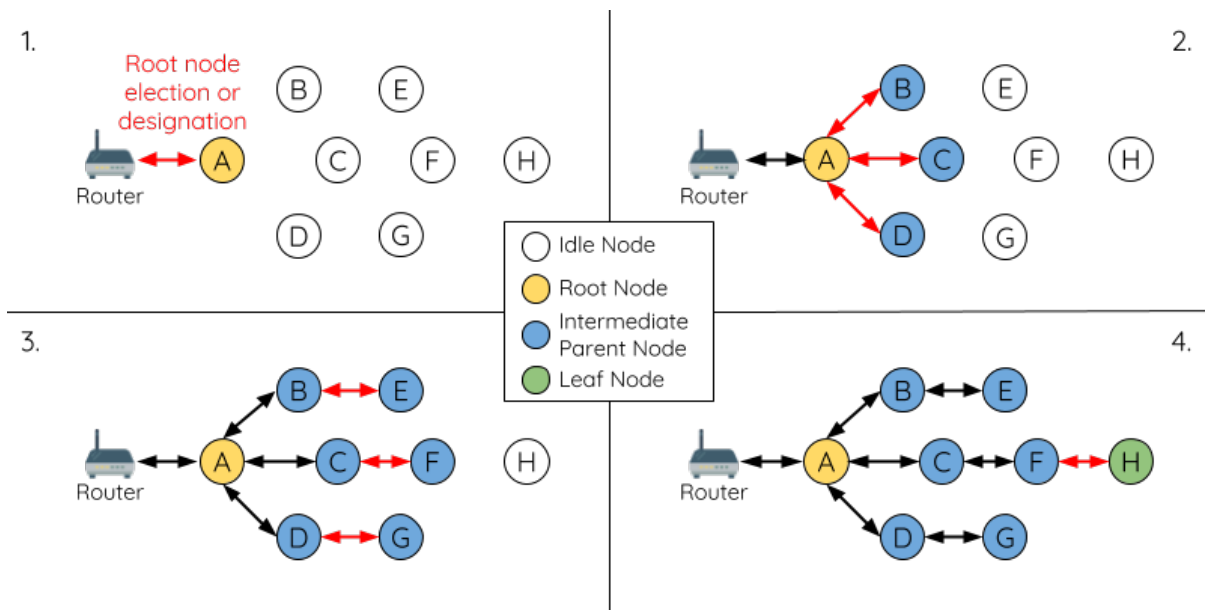 1.
Root node
election or
designation
B
E
A
C
F
H
Router
D
G
2.
B
E
A
C
F
H
Router
D
G
Idle Node
Root Node
Intermediate
Parent Node
Leaf Node
3.
B
E
A
C
F
H
Router
D
G
4.
B
E
A
C
F
H
Router
D
G